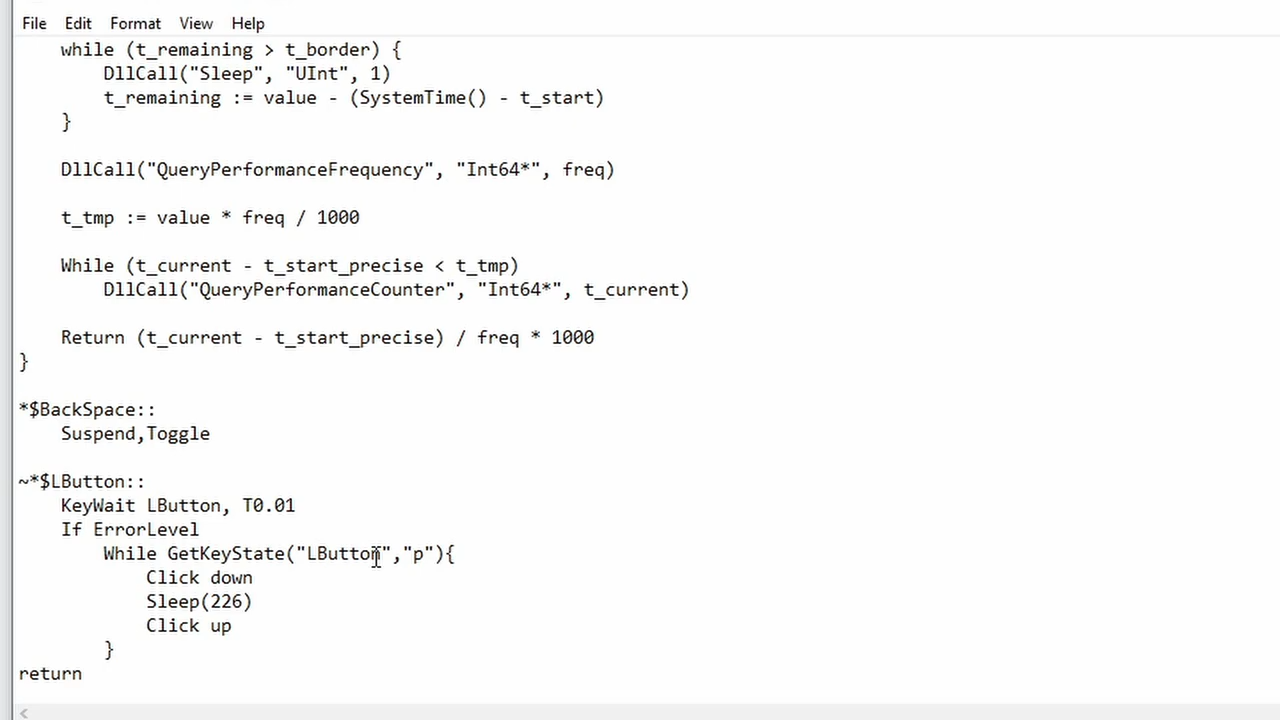 File Edit Format View Help
while (t_remaining > t_border) {
DllCall("Sleep", "UInt", 1)
t_remaining := value - (SystemTime() - t_start)
}
DllCall("QueryPerformanceFrequency", "Int64*", freq)
t_tmp := value * freq / 1000
While (t_current - t_start_precise < t_tmp)
DllCall("QueryPerformanceCounter", "Int64*", t_current)
Return (t_current - t_start_precise) / freq * 1000
}
*$BackSpace::
Suspend,Toggle
~*$LButton::
KeyWait LButton, T0.01
If ErrorLevel
While GetKeyState("LButton","p"){
Click down
Sleep(226)
Click up
}
return